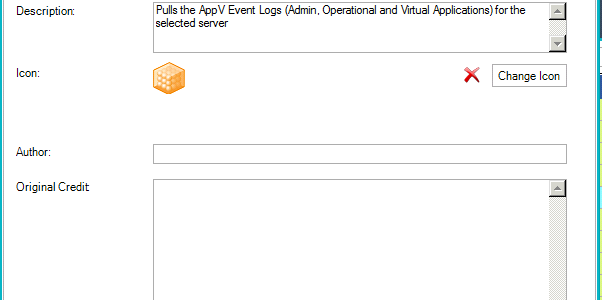 Description:
Pulls the AppV Event Logs (Admin, Operational and Virtual Applications) for the
selected server
Icon:
Change Icon
Author:
Original Credit